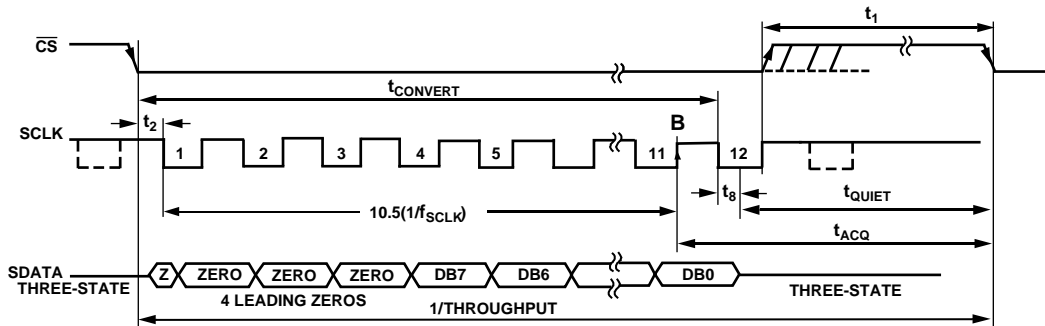 t1
CS
tCONVERT
t2
B
SCLK
1 2 3 4 5 11 12
t8
tQUIET
10.5(1/fSCLK)
tACQ
SDATA
THREE-STATE
Z ZERO ZERO ZERO DB7 DB6 DB0
THREE-STATE
4 LEADING ZEROS
1/THROUGHPUT